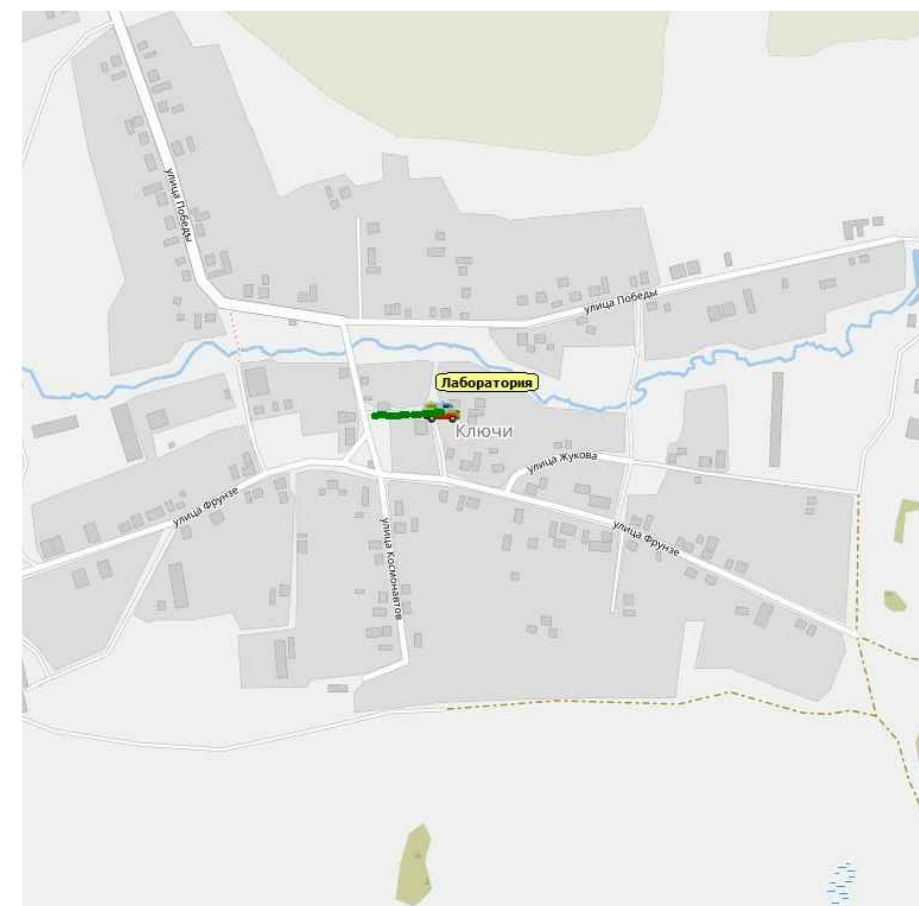 улица Победы
улица Победы
Лаборатория
Ключи
улица Жукова
улица Фрунзе
улица Фрунзе
улица Космонавтов